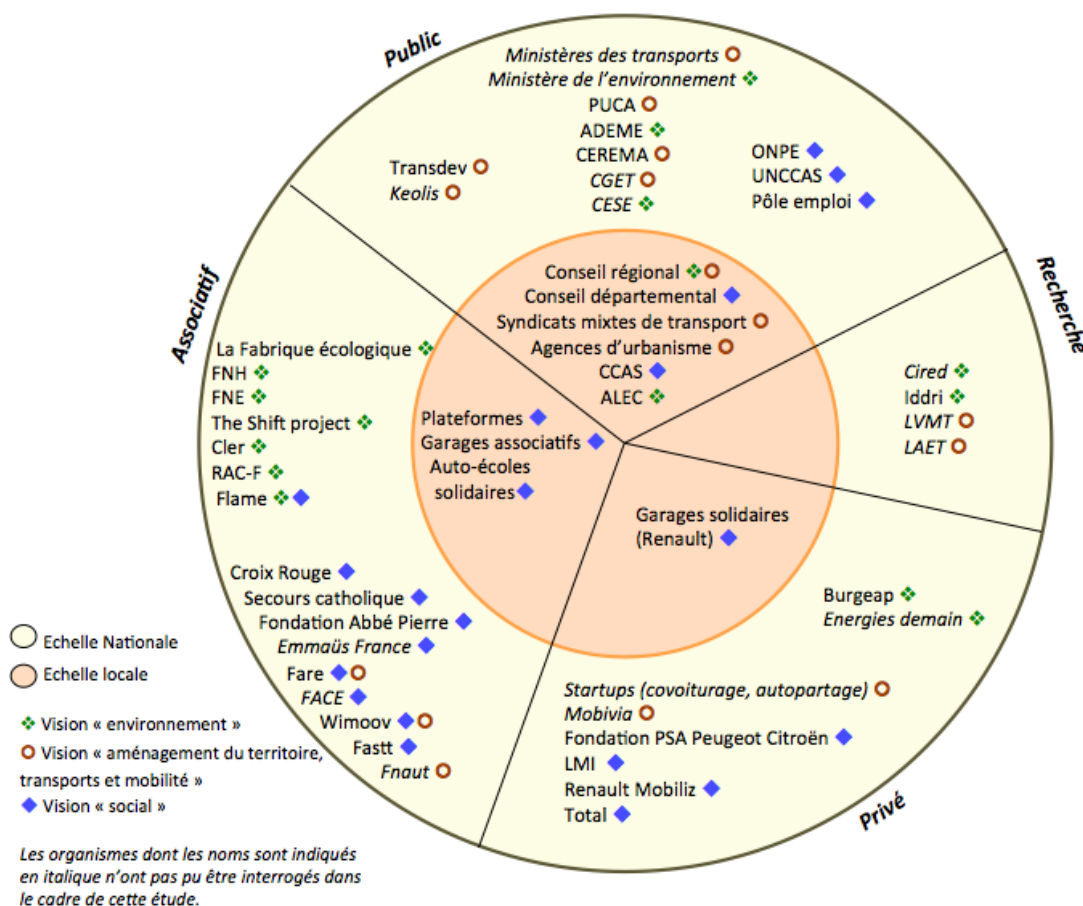 Public
Ministères des transports
Ministère de l'environnement
PUCA
ADEME
CEREMA
CGET
CESE
Transdev
Keolis
ONPE
UNCCAS
Pôle emploi
Recherche
Associatif
Conseil régional
Conseil départemental
Syndicats mixtes de transport
Agences d'urbanisme
CCAS
ALEC
La Fabrique écologique
FNH
FNE
The Shift project
Cler
RAC-F
Flame
Plateformes
Garages associatifs
Auto-écoles
solidaires
Cired
Iddri
LVMT
LAET
Garages solidaires
(Renault)
Croix Rouge
Secours catholique
Fondation Abbé Pierre
Emmaüs France
Fare
FACE
Wimoov
Fastt
Fnaut
Burgeap
Energies demain
Startups (covoiturage, autopartage)
Mobivia
Fondation PSA Peugeot Citroën
LMI
Renault Mobiliz
Total
Privé
Echelle Nationale
Echelle locale
Vision « environnement »
Vision « aménagement du territoire,
transports et mobilité »
Vision « social »
Les organismes dont les noms sont indiqués
en italique n'ont pas pu être interrogés dans
le cadre de cette étude.